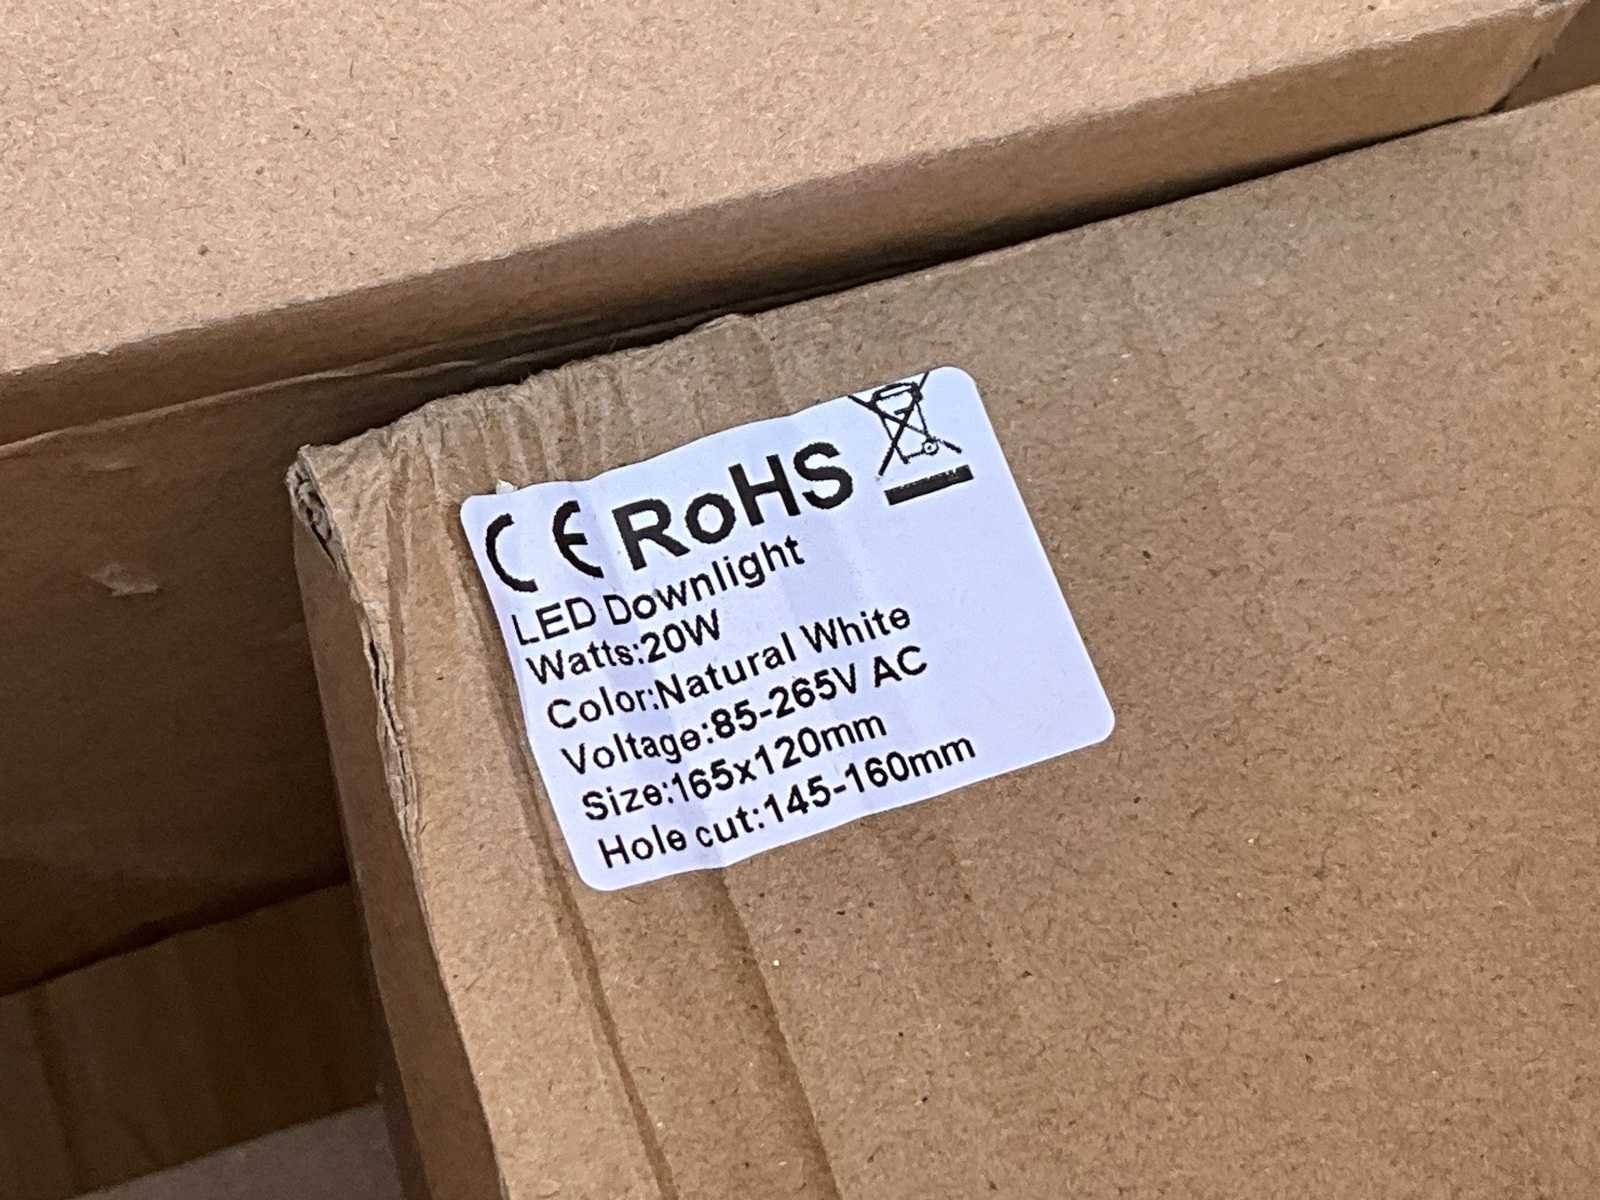 CE RoHS
LED Downlight
Watts:20W
Color:Natural White
Voltage:85-265V AC
Size:165x120mm
Hole cut:145-160mm